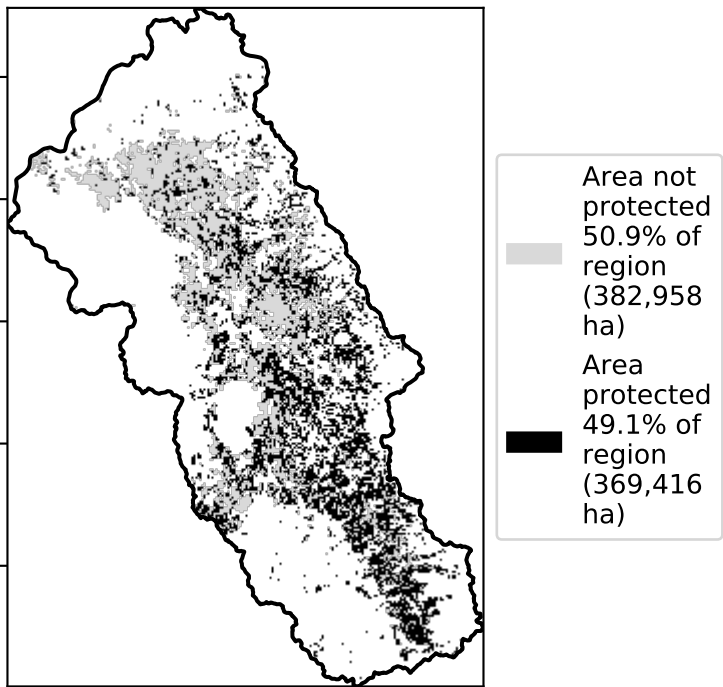 Area not
protected
50.9% of
region
(382,958
ha)
Area
protected
49.1% of
region
(369,416
ha)